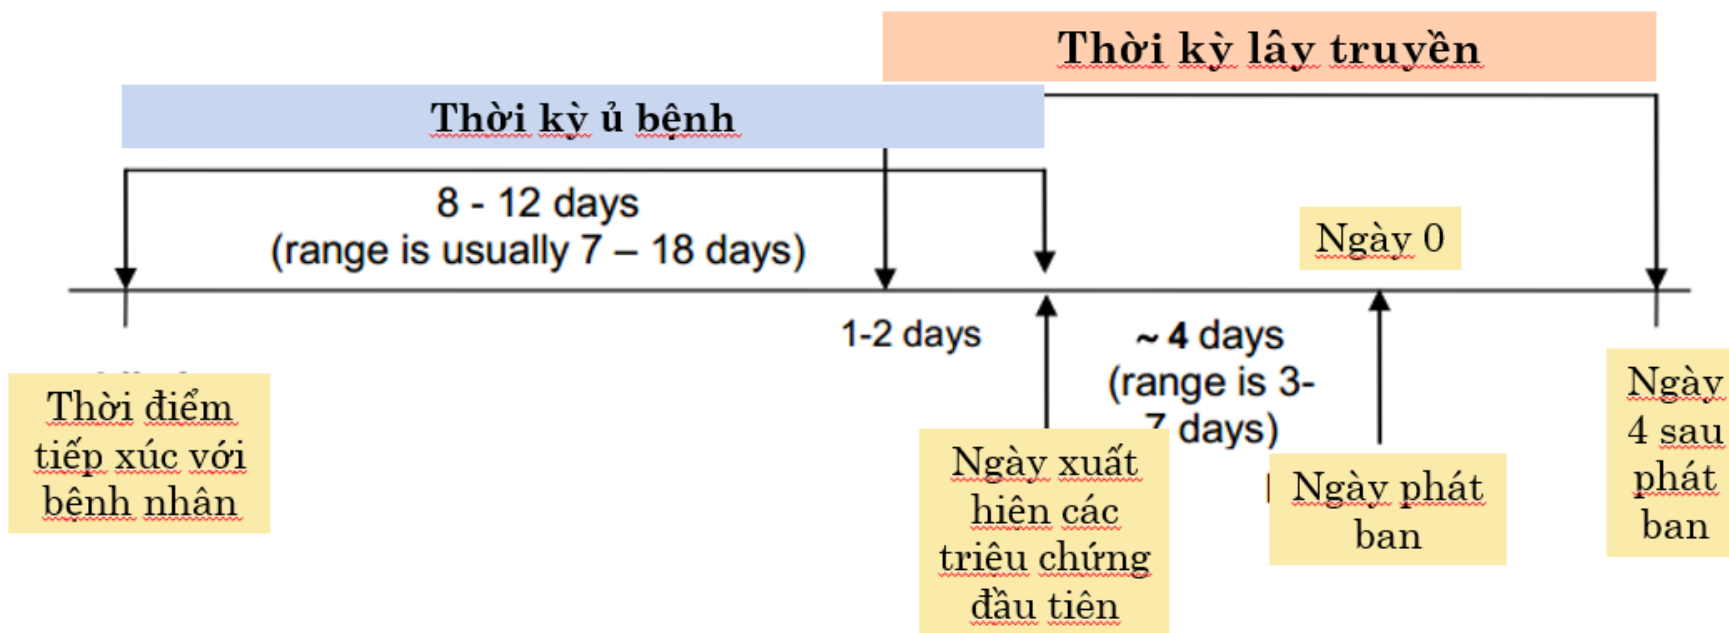 Thời kỳ lây truyền
Thời kỳ ủ bệnh
8 - 12 days
(range is usually 7 – 18 days)
Ngày 0
1-2 days
~ 4 days
(range is 3-
7 days)
Thời điểm
tiếp xúc với
bệnh nhân
Ngày xuất
hiện các
triệu chứng
đầu tiên
Ngày phát
ban
Ngày
4 sau
phát
ban